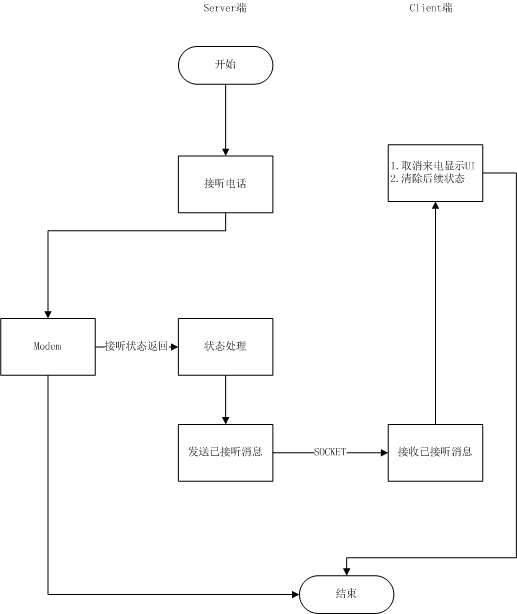 Server端
Client端
开始
接听电话
1.取消来电显示UI
2.清除后续状态
Modem
接听状态返回
状态处理
发送已接听消息
SOCKET
接收已接听消息
结束